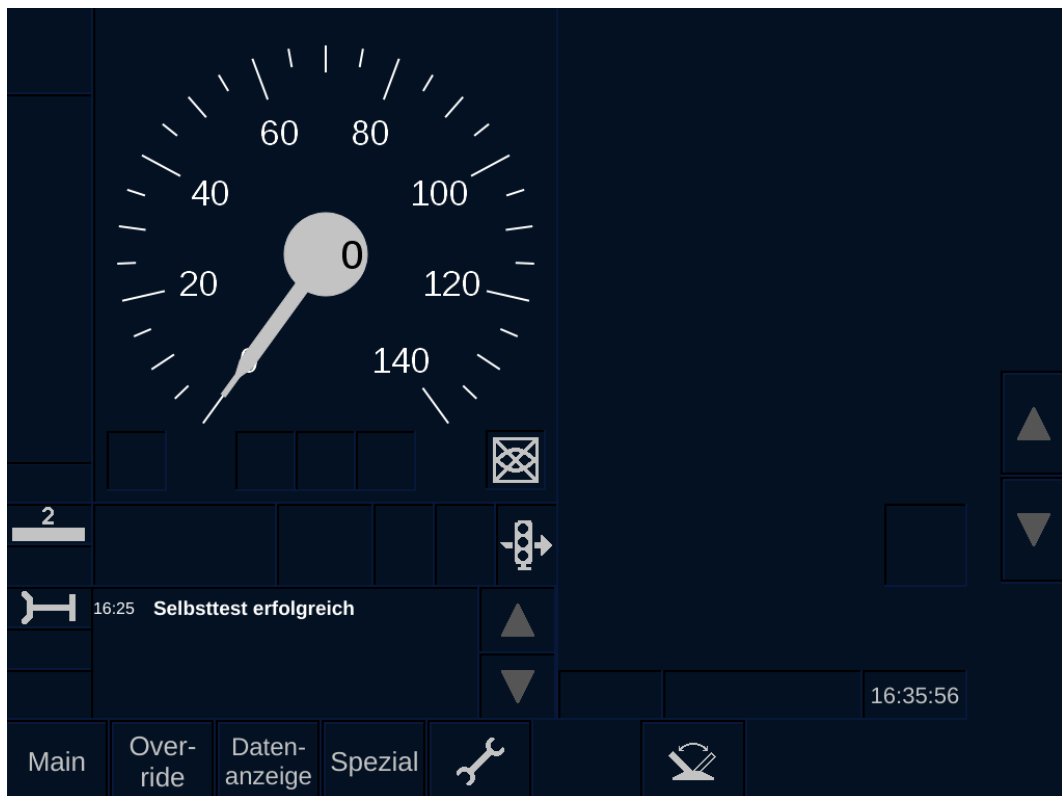 60 80
40 100
0
20 120
0 140
2
16:25 Selbsttest erfolgreich
16:35:56
Main
Over-
ride
Daten-
anzeige
Spezial